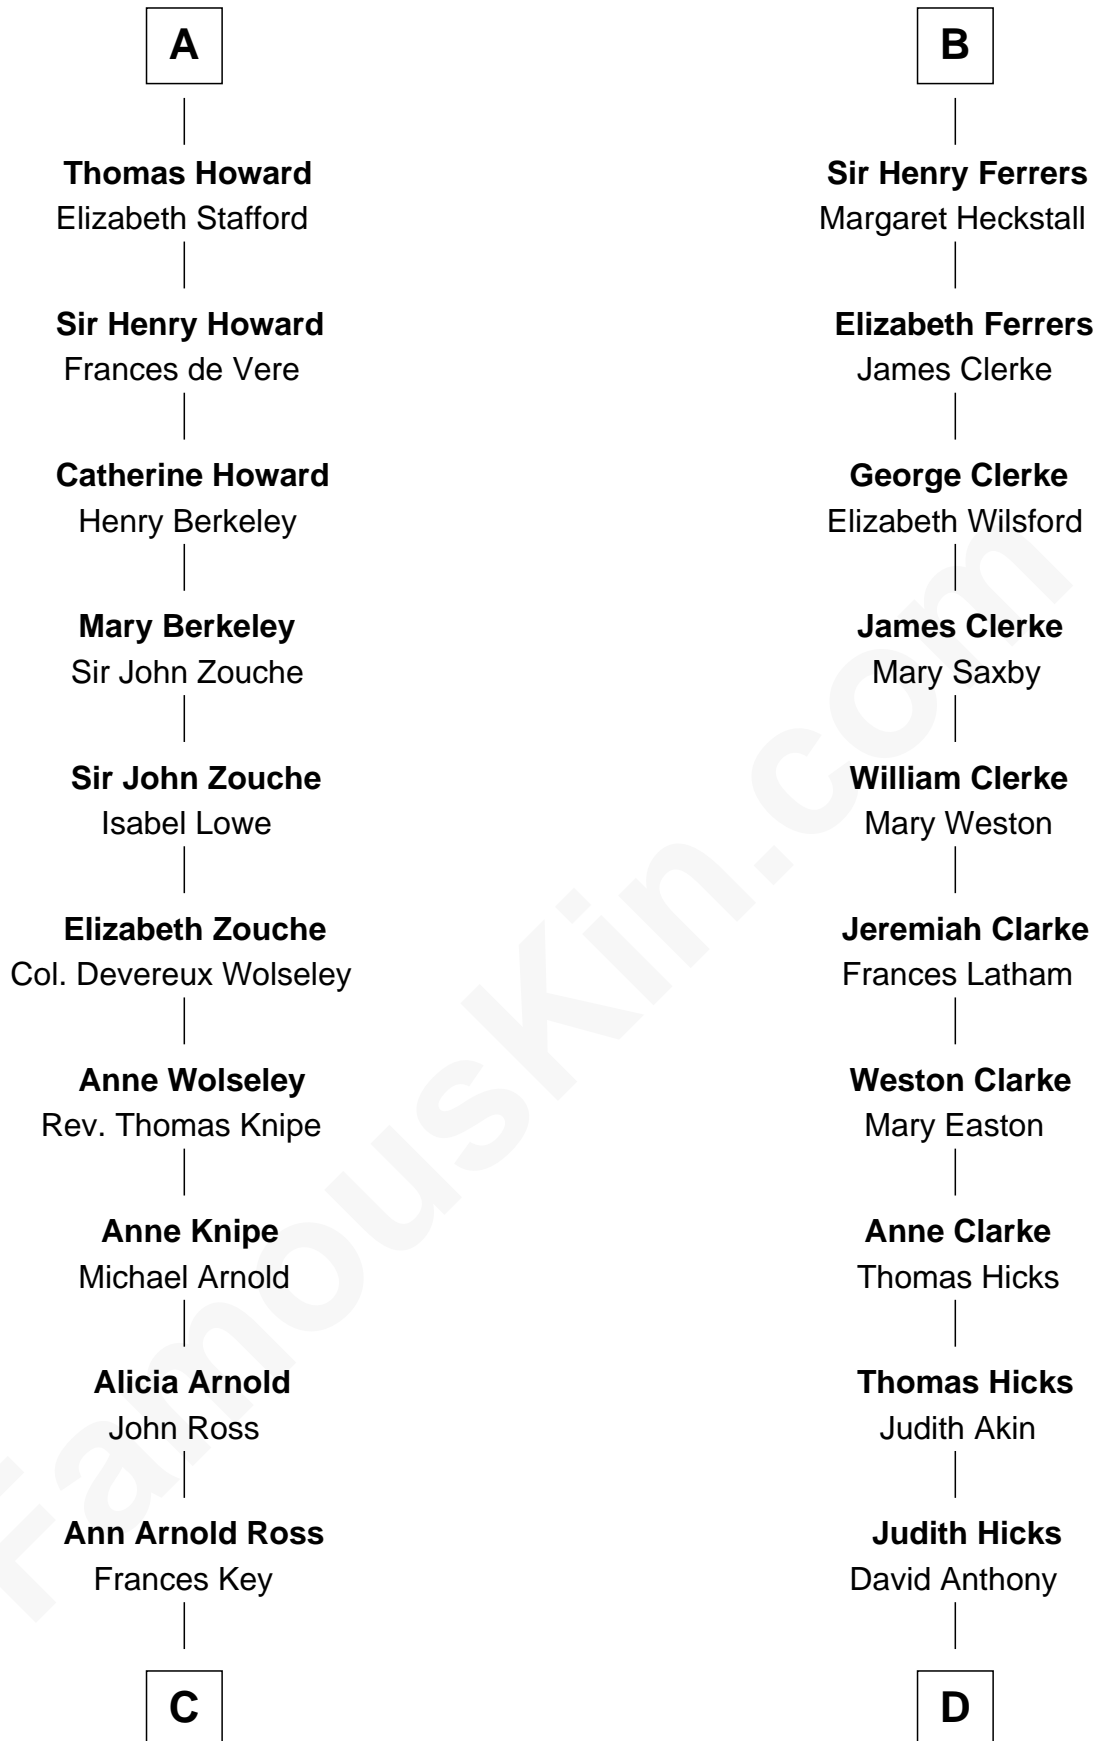 A
Thomas Howard
Elizabeth Stafford
Sir Henry Howard
Frances de Vere
Catherine Howard
Henry Berkeley
Mary Berkeley
Sir John Zouche
Sir John Zouche
Isabel Lowe
Elizabeth Zouche
Col. Devereux Wolseley
Anne Wolseley
Rev. Thomas Knipe
Anne Knipe
Michael Arnold
Alicia Arnold
John Ross
Ann Arnold Ross
Frances Key
C
B
Sir Henry Ferrers
Margaret Heckstall
Elizabeth Ferrers
James Clerke
George Clerke
Elizabeth Wilsford
James Clerke
Mary Saxby
William Clerke
Mary Weston
Jeremiah Clarke
Frances Latham
Weston Clarke
Mary Easton
Anne Clarke
Thomas Hicks
Thomas Hicks
Judith Akin
Judith Hicks
David Anthony
D
FamousKin.com